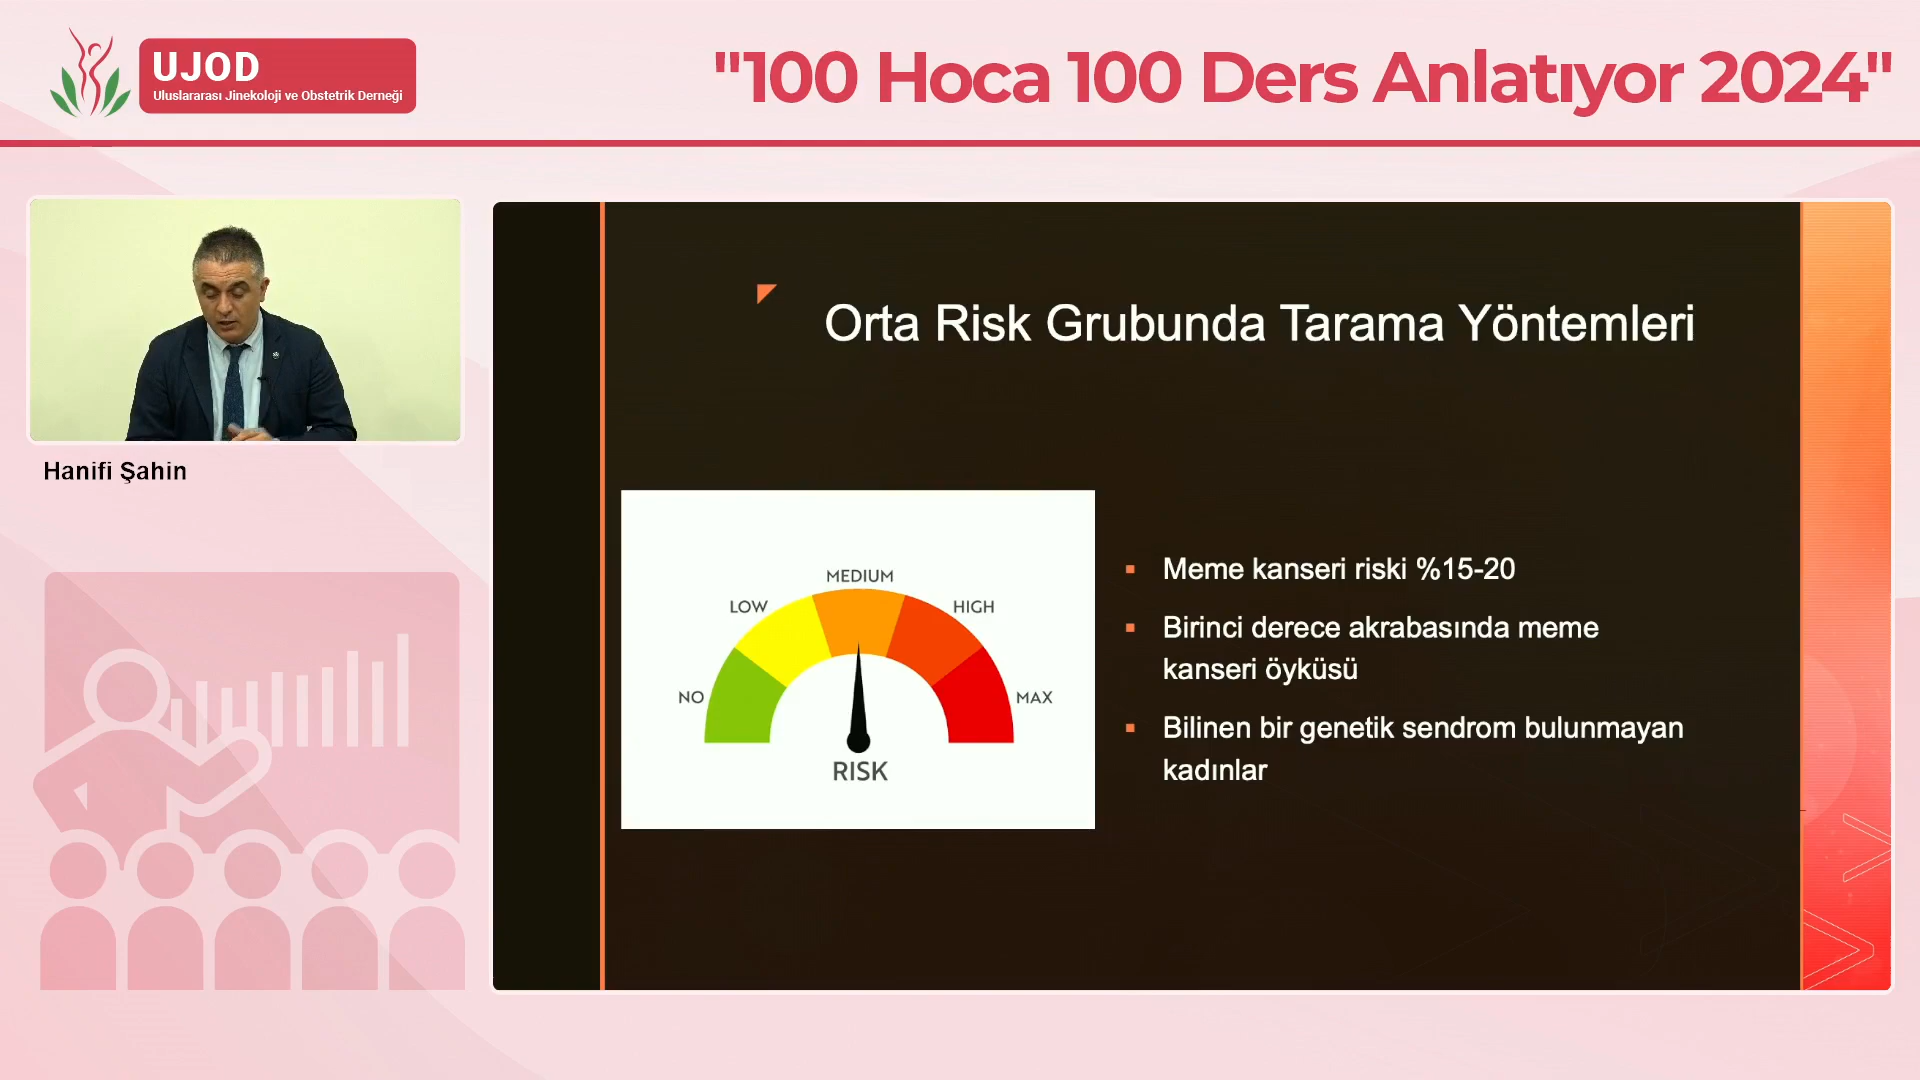 UJOD
Uluslararası Jinekoloji ve Obstetrik Derneği
"100 Hoca 100 Ders Anlatıyor 2024"
Hanifi Şahin
Orta Risk Grubunda Tarama Yöntemleri
NO
LOW
MEDIUM
HIGH
MAX
RISK
Meme kanseri riski %15-20
Birinci derece akrabasında meme
kanseri öyküsü
Bilinen bir genetik sendrom bulunmayan
kadınlar